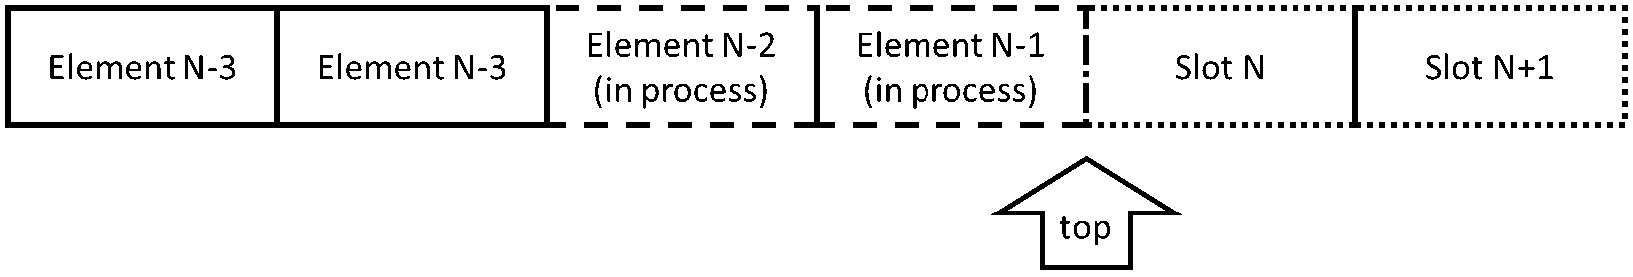 Element N-3
Element N-3
Element N-2
(in process)
Element N-1
(in process)
Slot N
Slot N+1
top